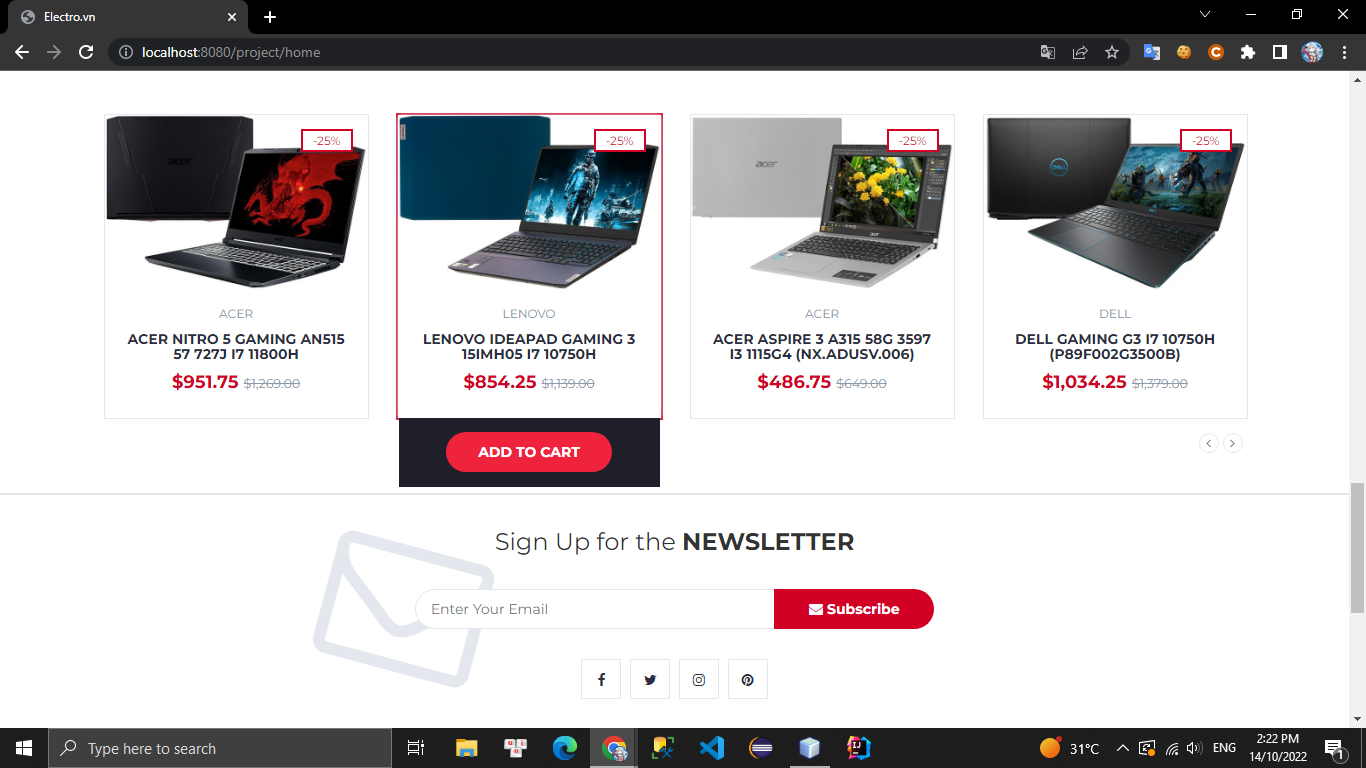 Electro.vn
localhost:8080/project/home
-25%
-25%
-25%
-25%
acer
acer
DELL
ACER
ACER NITRO 5 GAMING AN515
57 727J I7 11800H
$951.75 $1,269.00
LENOVO
LENOVO IDEAPAD GAMING 3
15IMH05 I7 10750H
$854.25 $1,139.00
ADD TO CART
ACER
ACER ASPIRE 3 A315 58G 3597
I3 1115G4 (NX.ADUSV.006)
$486.75 $649.00
DELL
DELL GAMING G3 I7 10750H
(P89F002G3500B)
$1,034.25 $1,379.00
Sign Up for the NEWSLETTER
Enter Your Email
Subscribe
Type here to search
31°C
ENG
2:22 PM
14/10/2022
1